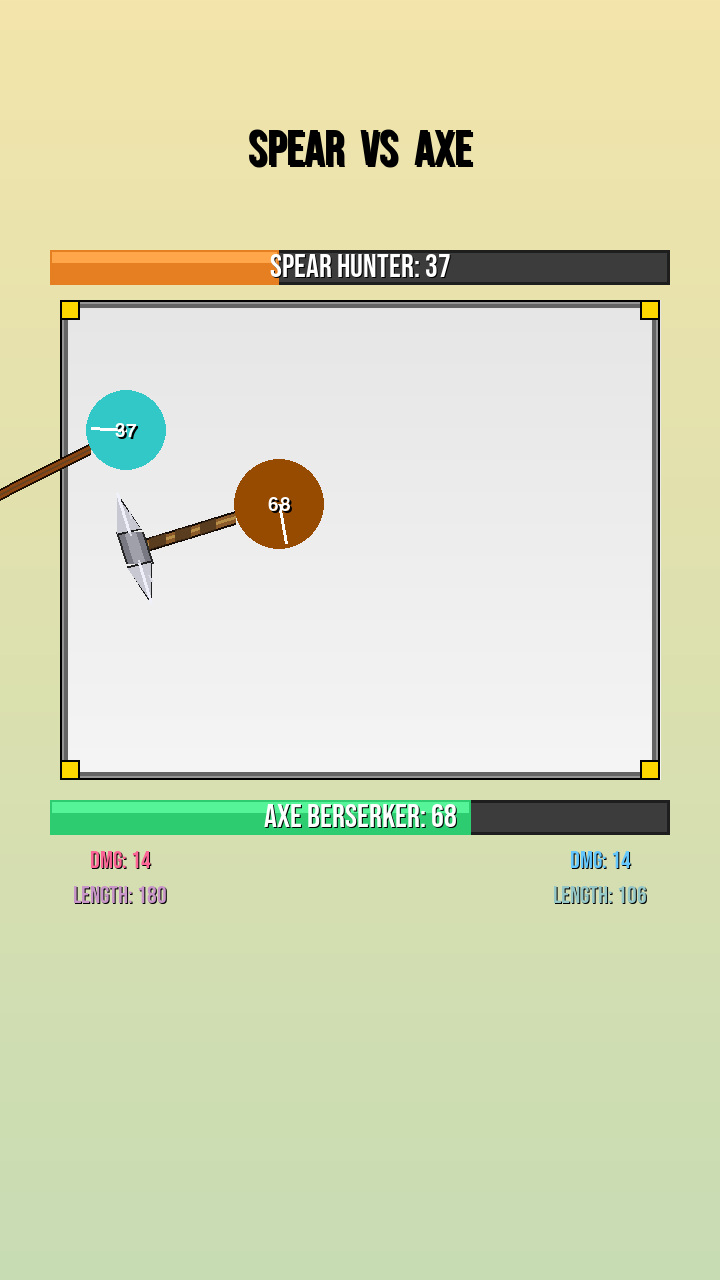 SPEAR VS AXE
SPEAR HUNTER: 37
37
68
AXE BERSERKER: 68
DMG: 14
DMG: 14
LENGTH: 180
LENGTH: 106